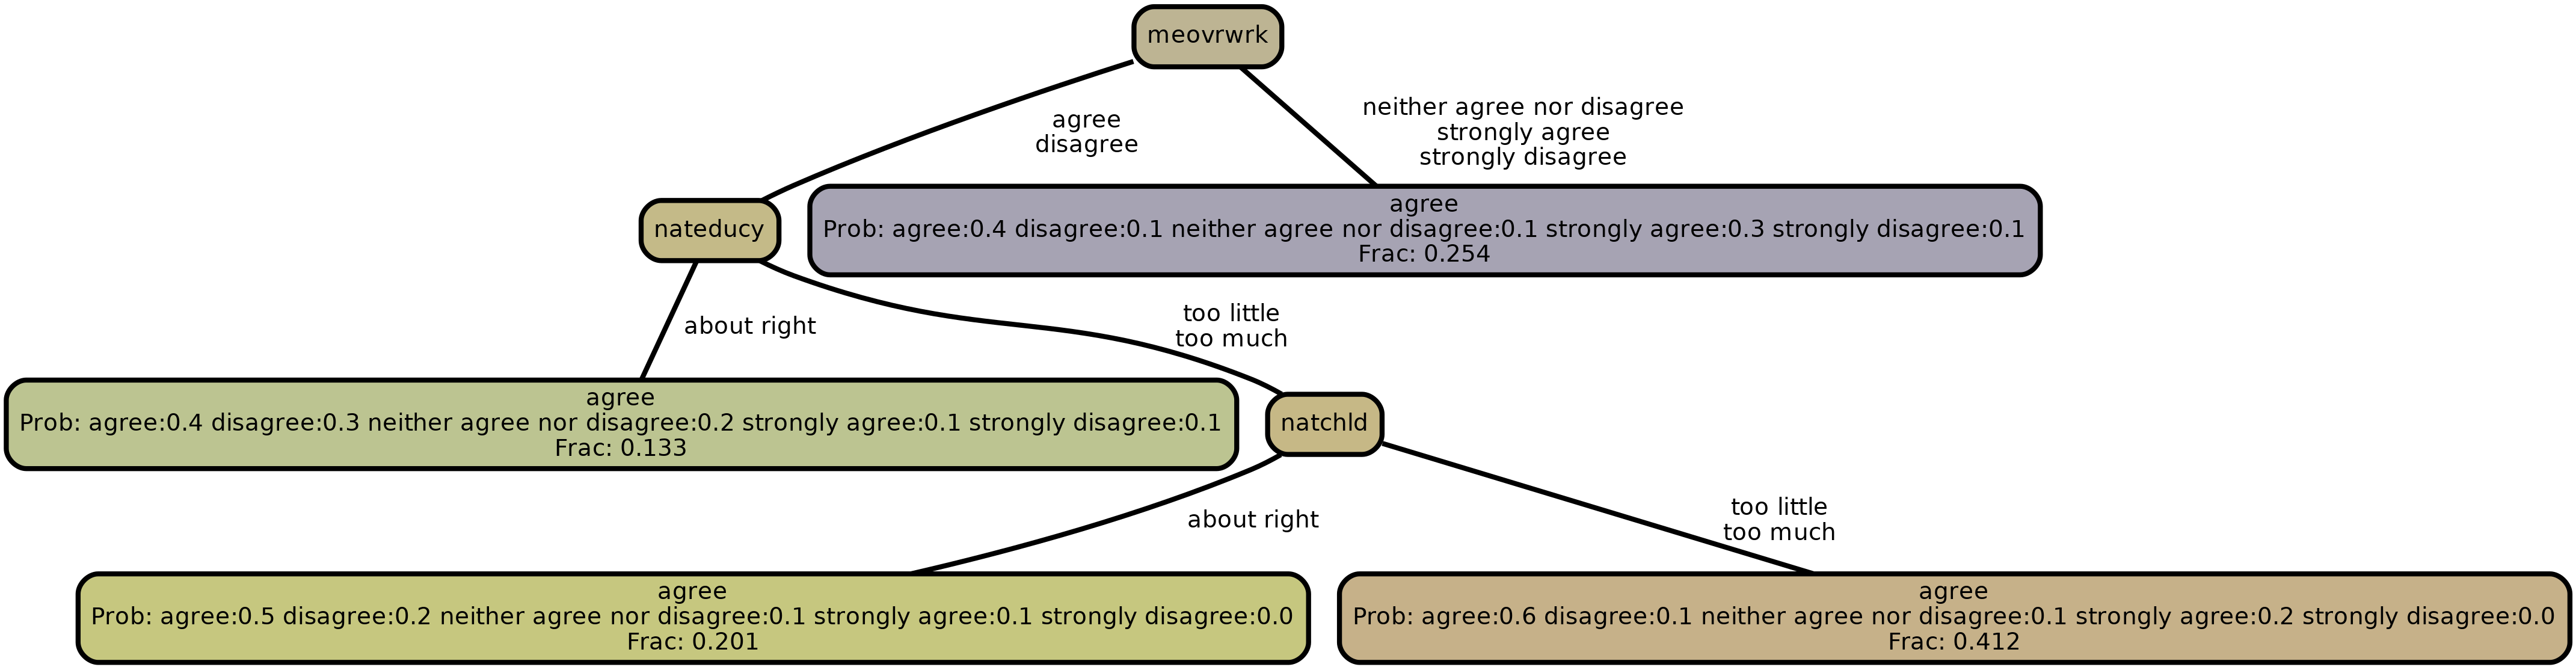 meovrwrk
agree
disagree
neither agree nor disagree
strongly agree
strongly disagree
nateducy
agree
Prob: agree:0.4 disagree:0.1 neither agree nor disagree:0.1 strongly agree:0.3 strongly disagree:0.1
Frac: 0.254
about right
too little
too much
agree
Prob: agree:0.4 disagree:0.3 neither agree nor disagree:0.2 strongly agree:0.1 strongly disagree:0.1
Frac: 0.133
natchld
about right
too little
too much
agree
Prob: agree:0.5 disagree:0.2 neither agree nor disagree:0.1 strongly agree:0.1 strongly disagree:0.0
Frac: 0.201
agree
Prob: agree:0.6 disagree:0.1 neither agree nor disagree:0.1 strongly agree:0.2 strongly disagree:0.0
Frac: 0.412